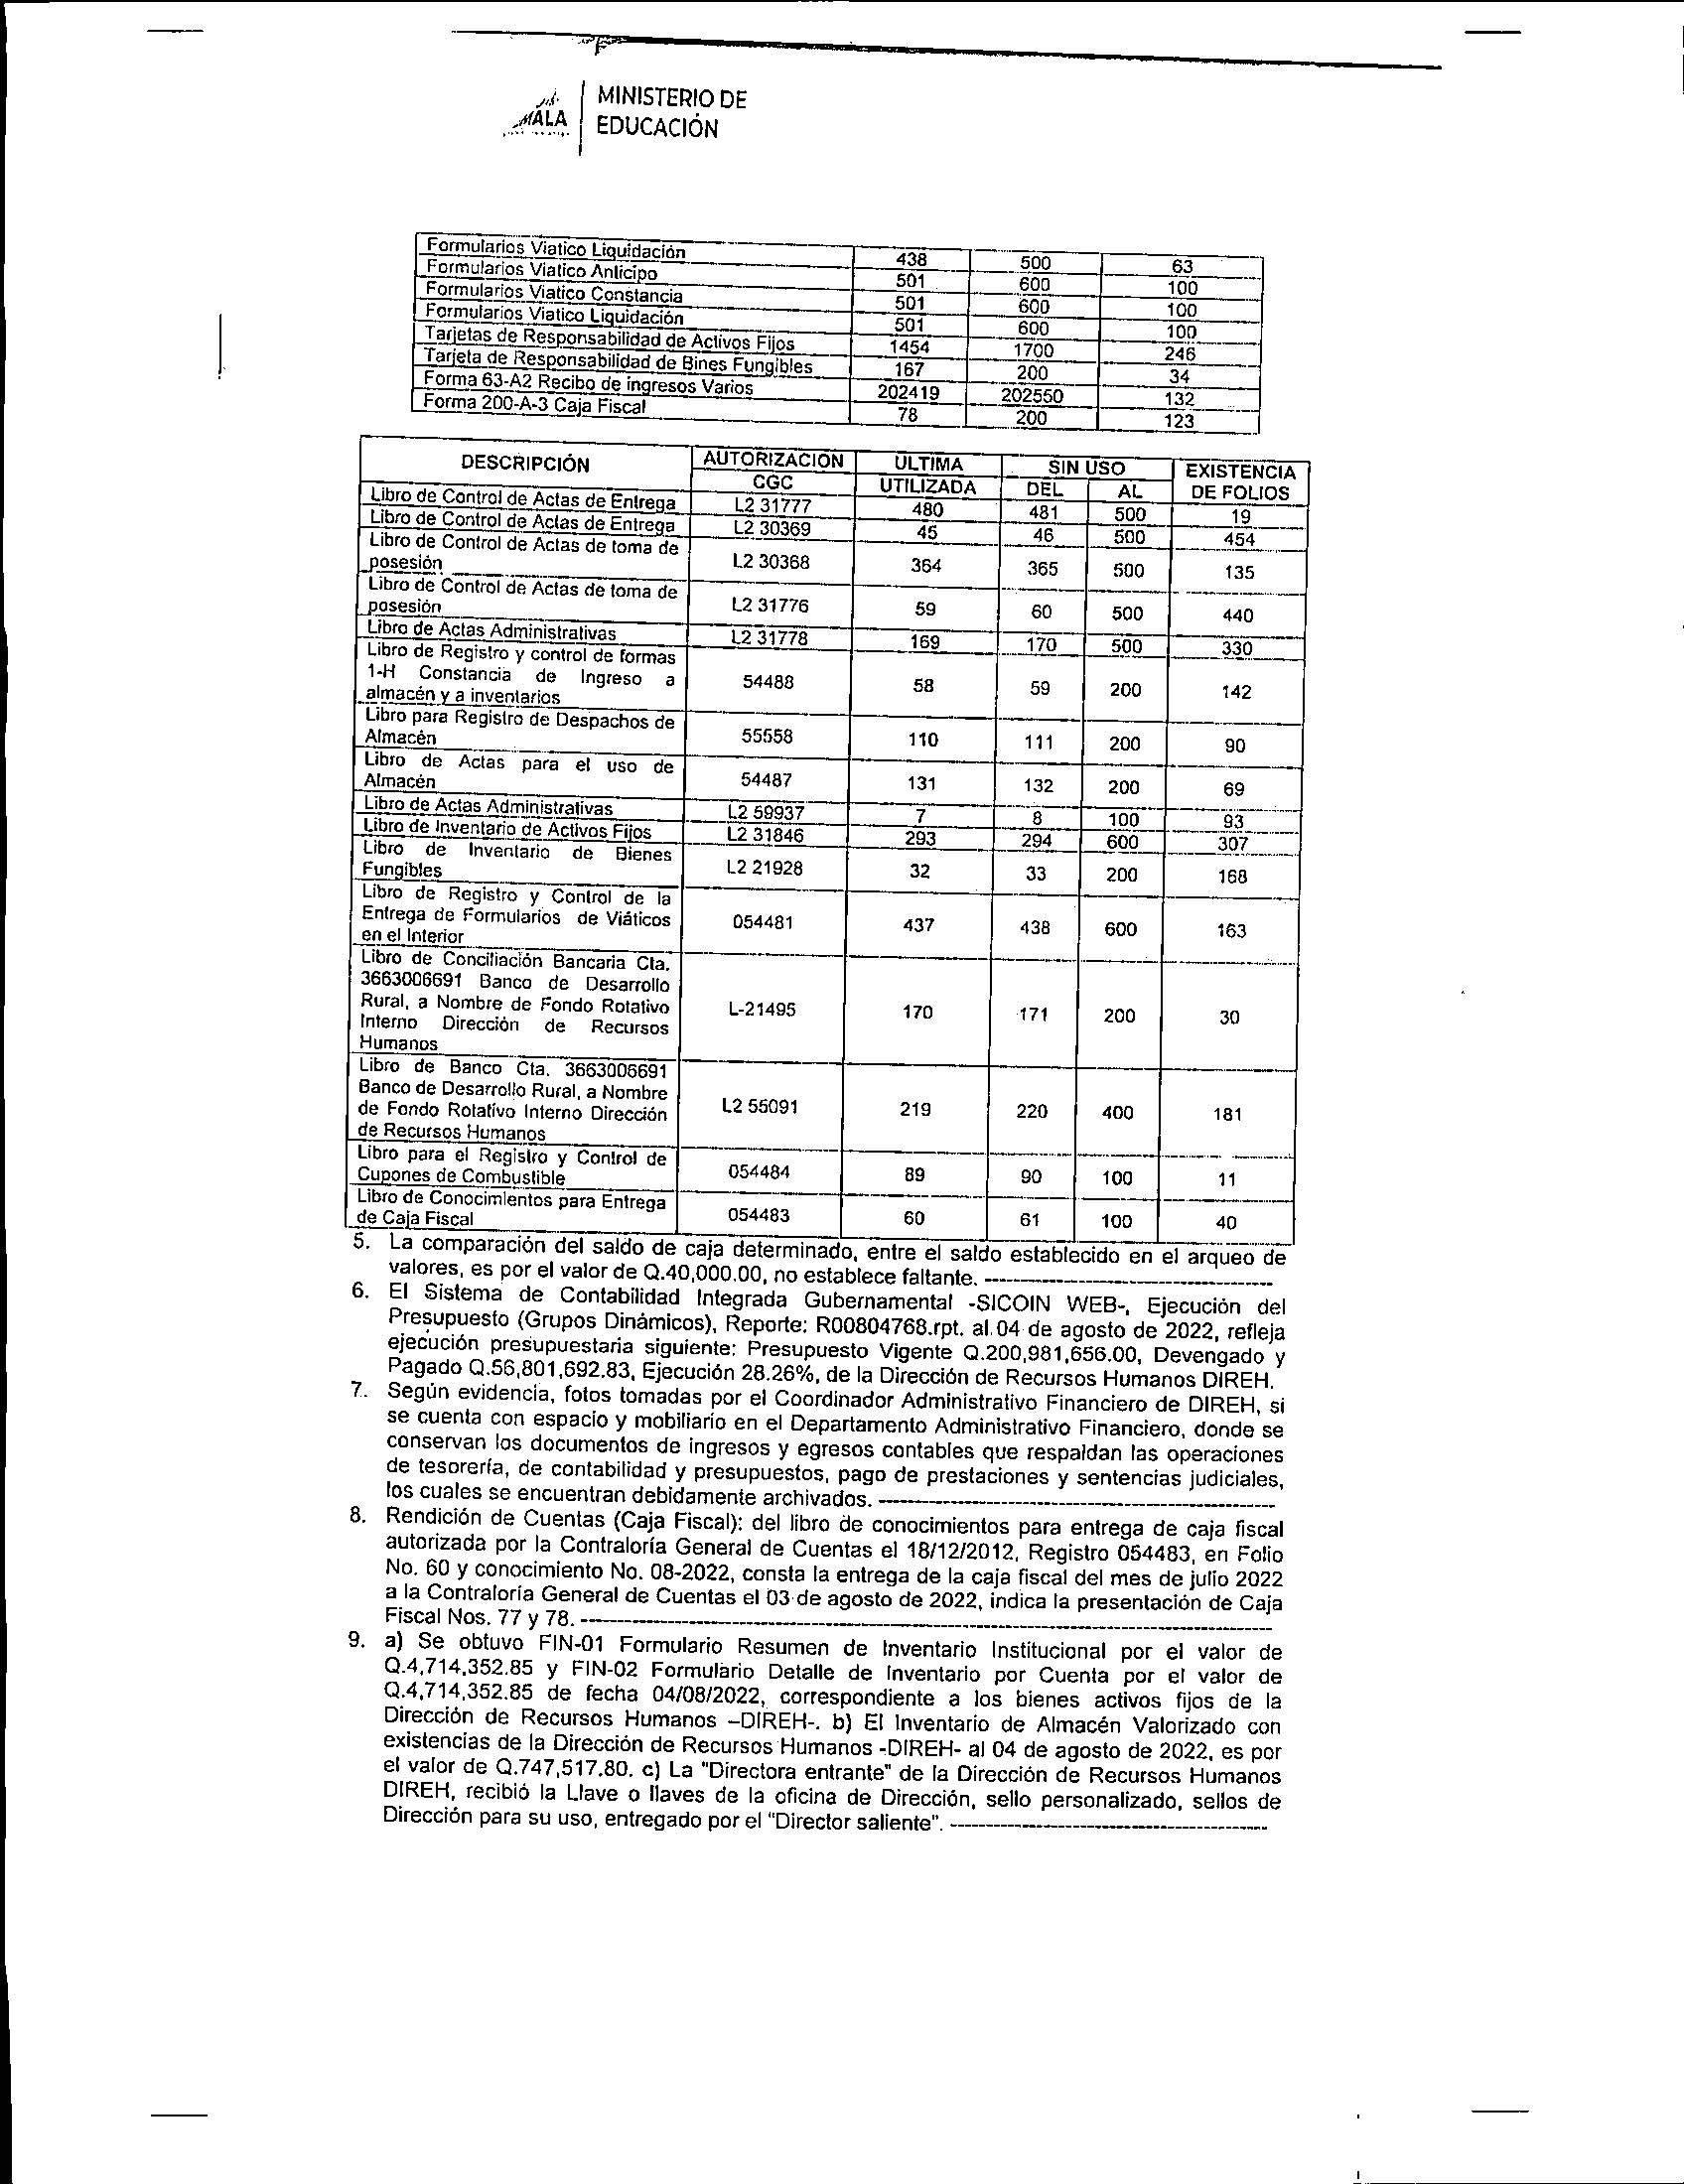 MINISTERIO DE
EDUCACIÓN
MALA
Formularios Viatico Liquidación 438 500 63
Formularios Viatico Anticipo 501 600 100
Formularios Viatico Constancia 501 600 100
Formularios Viatico Liquidación 501 600 100
Tarjetas de Responsabilidad de Activos Fijos 1454 1700 246
Tarjeta de Responsabilidad de Bines Fungibles 167 200 34
Forma 63-A2 Recibo de ingresos Varios 202419 202550 132
Forma 200-A-3 Caja Fiscal 78 200 123
DESCRIPCIÓN AUTORIZACIÓN ULTIMA SIN USO EXISTENCIA
CGC UTILIZADA DEL AL DE FOLIOS
Libro de Control de Actas de Entrega L2 31777 480 481 500 19
Libro de Control de Actas de Entrega L2 30369 45 46 500 454
Libro de Control de Actas de toma de
posesión L2 30368 364 365 500 135
Libro de Control de Actas de toma de
posesión L2 31776 59 60 500 440
Libro de Actas Administrativas L2 31778 169 170 500 330
Libro de Registro y control de formas
1-H Constancia de Ingreso a 54488 58 59 200 142
almacén y a inventarios
Libro para Registro de Despachos de
Almacén 55558 110 111 200 90
Libro de Actas para el uso de
Almacén 54487 131 132 200 69
Libro de Actas Administrativas L2 59937 7 8 100 93
Libro de Inventario de Activos Fijos L2 31846 293 294 600 307
Libro de Inventario de Bienes
Fungibles L2 21928 32 33 200 168
Libro de Registro y Control de la
Entrega de Formularios de Viáticos 054481 437 438 600 163
en el Interior
Libro de Conciliación Bancaria Cta.
3663006691 Banco de Desarrollo
Rural, a Nombre de Fondo Rotativo L-21495 170 171 200 30
Interno Dirección de Recursos
Humanos
Libro de Banco Cta. 3663006691
Banco de Desarrollo Rural, a Nombre
de Fondo Rotativo Interno Dirección L2 55091 219 220 400 181
de Recursos Humanos
Libro para el Registro y Control de
Cupones de Combustible 054484 89 90 100 11
Libro de Conocimientos para Entrega
de Caja Fiscal 054483 60 61 100 40
5. La comparación del saldo de caja determinado, entre el saldo establecido en el arqueo de
valores, es por el valor de Q.40,000.00, no establece faltante. ----------
6. El Sistema de Contabilidad Integrada Gubernamental -SICOIN WEB-, Ejecución del
Presupuesto (Grupos Dinámicos), Reporte: R00804768.rpt. al 04 de agosto de 2022, refleja
ejecución presupuestaria siguiente: Presupuesto Vigente Q.200,981,656.00, Devengado y
Pagado Q.56,801,692.83, Ejecución 28.26%, de la Dirección de Recursos Humanos DIREH.
7. Según evidencia, fotos tomadas por el Coordinador Administrativo Financiero de DIREH, si
se cuenta con espacio y mobiliario en el Departamento Administrativo Financiero, donde se
conservan los documentos de ingresos y egresos contables que respaldan las operaciones
de tesorería, de contabilidad y presupuestos, pago de prestaciones y sentencias judiciales,
los cuales se encuentran debidamente archivados. ----------
8. Rendición de Cuentas (Caja Fiscal): del libro de conocimientos para entrega de caja fiscal
autorizada por la Contraloría General de Cuentas el 18/12/2012, Registro 054483, en Folio
No. 60 y conocimiento No. 08-2022, consta la entrega de la caja fiscal del mes de julio 2022
a la Contraloría General de Cuentas el 03 de agosto de 2022, indica la presentación de Caja
Fiscal Nos. 77 y 78. ----------
9. a) Se obtuvo FIN-01 Formulario Resumen de Inventario Institucional por el valor de
Q.4,714,352.85 y FIN-02 Formulario Detalle de Inventario por Cuenta por el valor de
Q.4,714,352.85 de fecha 04/08/2022, correspondiente a los bienes activos fijos de la
Dirección de Recursos Humanos –DIREH-. b) El Inventario de Almacén Valorizado con
existencias de la Dirección de Recursos Humanos -DIREH- al 04 de agosto de 2022, es por
el valor de Q.747,517.80. c) La "Directora entrante" de la Dirección de Recursos Humanos
DIREH, recibió la Llave o llaves de la oficina de Dirección, sello personalizado, sellos de
Dirección para su uso, entregado por el "Director saliente". ----------